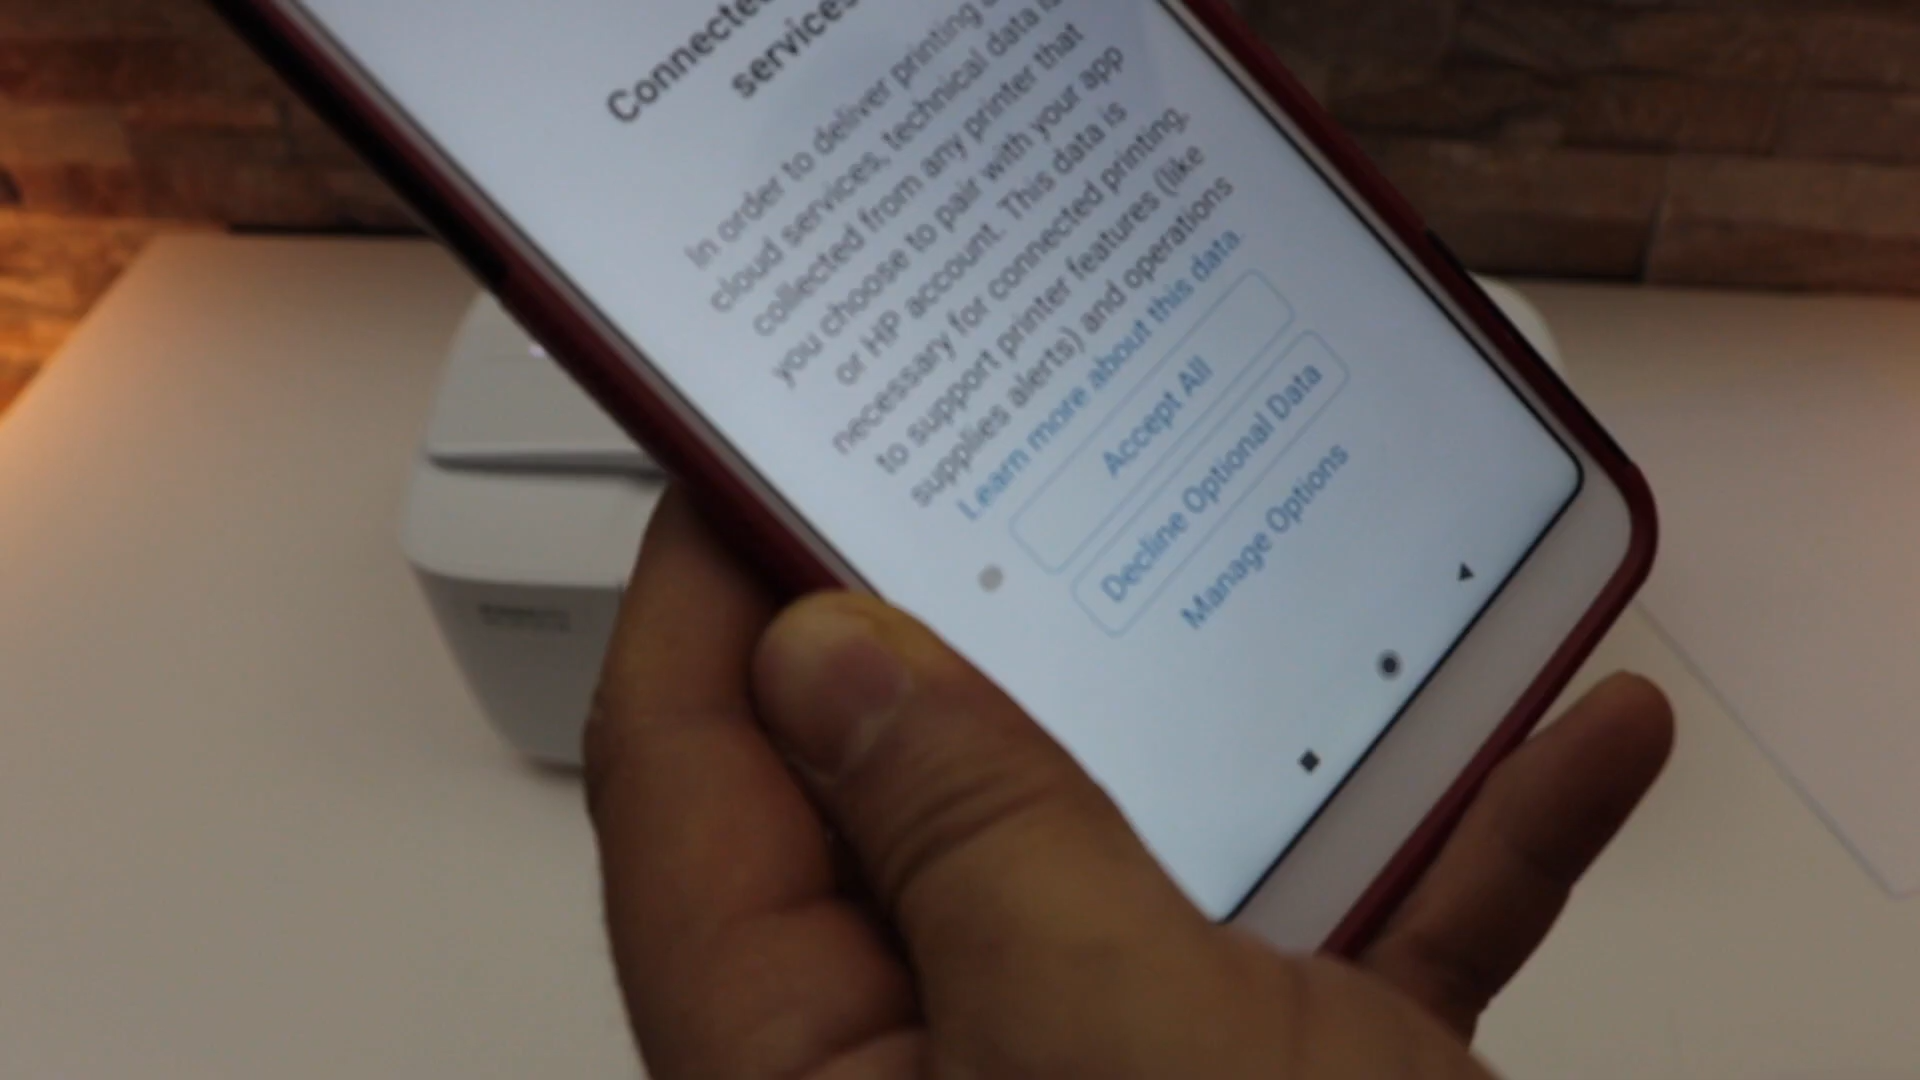 Connected
services
In order to deliver printing
cloud services, technical data is
collected from any printer that
you choose to pair with your app
or HP account. This data is
necessary for connected printing,
to support printer features (like
supplies alerts) and operations
Learn more about this data.
Accept All
Decline Optional Data
Manage Options